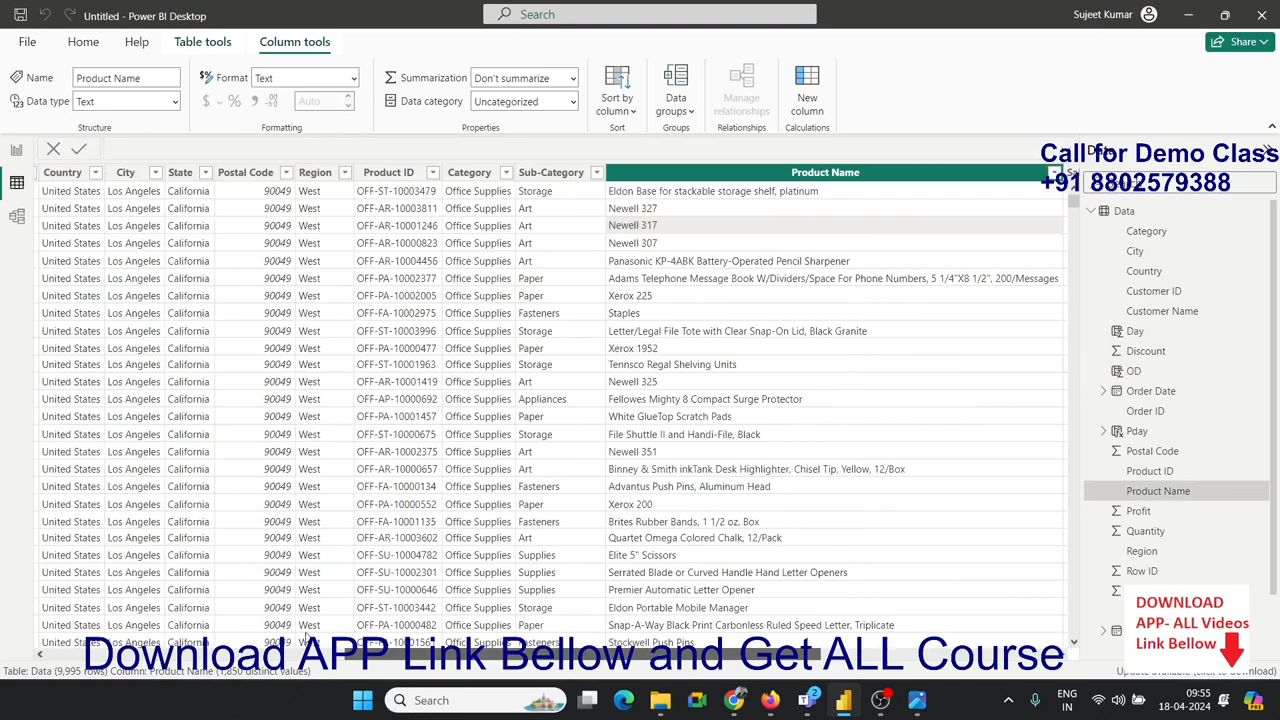 Untitled - Power BI Desktop
Search
Sujeet Kumar
File Home Help Table tools Column tools
Share
Name Product Name
Format Text
Summarization Don't summarize
Data type Text
$ % Auto
Data category Uncategorized
Sort by column
Data groups
Manage relationships
New column
Structure Formatting Properties Sort Groups Relationships Calculations
Call for Demo Class
+91 8802579388
Country City State Postal Code Region Product ID Category Sub-Category Product Name
United States Los Angeles California 90049 West OFF-ST-10003479 Office Supplies Storage Eldon Base for stackable storage shelf, platinum
United States Los Angeles California 90049 West OFF-AR-10003811 Office Supplies Art Newell 327
United States Los Angeles California 90049 West OFF-AR-10001246 Office Supplies Art Newell 317
United States Los Angeles California 90049 West OFF-AR-10000823 Office Supplies Art Newell 307
United States Los Angeles California 90049 West OFF-AR-10004456 Office Supplies Art Panasonic KP-4ABK Battery-Operated Pencil Sharpener
United States Los Angeles California 90049 West OFF-PA-10002377 Office Supplies Paper Adams Telephone Message Book W/Dividers/Space For Phone Numbers, 5 1/4"X8 1/2", 200/Messages
United States Los Angeles California 90049 West OFF-PA-10002005 Office Supplies Paper Xerox 225
United States Los Angeles California 90049 West OFF-FA-10002975 Office Supplies Fasteners Staples
United States Los Angeles California 90049 West OFF-ST-10003996 Office Supplies Storage Letter/Legal File Tote with Clear Snap-On Lid, Black Granite
United States Los Angeles California 90049 West OFF-PA-10000477 Office Supplies Paper Xerox 1952
United States Los Angeles California 90049 West OFF-ST-10001963 Office Supplies Storage Tennsco Regal Shelving Units
United States Los Angeles California 90049 West OFF-AR-10001419 Office Supplies Art Newell 325
United States Los Angeles California 90049 West OFF-AP-10000692 Office Supplies Appliances Fellowes Mighty 8 Compact Surge Protector
United States Los Angeles California 90049 West OFF-PA-10001457 Office Supplies Paper White GlueTop Scratch Pads
United States Los Angeles California 90049 West OFF-ST-10000675 Office Supplies Storage File Shuttle II and Handi-File, Black
United States Los Angeles California 90049 West OFF-AR-10002375 Office Supplies Art Newell 351
United States Los Angeles California 90049 West OFF-AR-10000657 Office Supplies Art Binney & Smith inkTank Desk Highlighter, Chisel Tip, Yellow, 12/Box
United States Los Angeles California 90049 West OFF-FA-10000134 Office Supplies Fasteners Advantus Push Pins, Aluminum Head
United States Los Angeles California 90049 West OFF-PA-10000552 Office Supplies Paper Xerox 200
United States Los Angeles California 90049 West OFF-FA-10001135 Office Supplies Fasteners Brites Rubber Bands, 1 1/2 oz. Box
United States Los Angeles California 90049 West OFF-AR-10003602 Office Supplies Art Quartet Omega Colored Chalk, 12/Pack
United States Los Angeles California 90049 West OFF-SU-10004782 Office Supplies Supplies Elite 5" Scissors
United States Los Angeles California 90049 West OFF-SU-10002301 Office Supplies Supplies Serrated Blade or Curved Handle Hand Letter Openers
United States Los Angeles California 90049 West OFF-SU-10000646 Office Supplies Supplies Premier Automatic Letter Opener
United States Los Angeles California 90049 West OFF-ST-10003442 Office Supplies Storage Eldon Portable Mobile Manager
United States Los Angeles California 90049 West OFF-PA-10000482 Office Supplies Paper Snap-A-Way Black Print Carbonless Ruled Speed Letter, Triplicate
Stockwell Push Pins
Data
Category
City
Country
Customer ID
Customer Name
Day
Discount
OD
Order Date
Order ID
Pday
Postal Code
Product ID
Product Name
Profit
Quantity
Region
Row ID
DOWNLOAD
APP- ALL Videos
Link Bellow
Download APP Link Bellow and Get ALL Course
Table: Data (9,995 rows) Column: Product Name (1,850 distinct values)
Update available (click to download)
Search
ENG
IN
09:55
18-04-2024